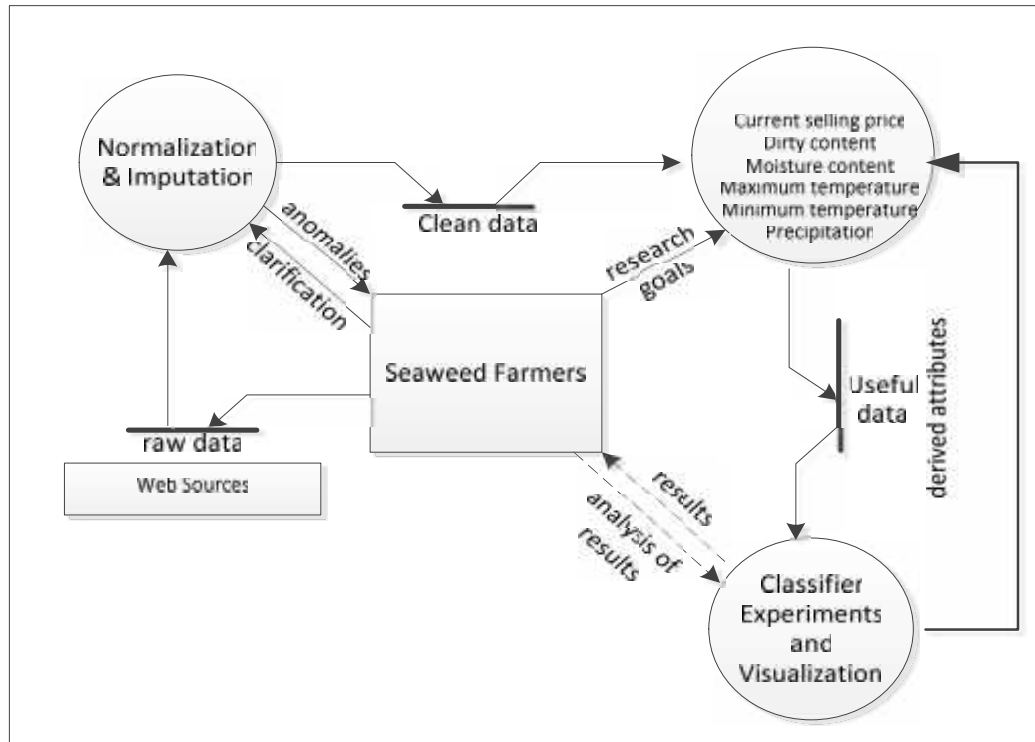 Normalization
& Imputation
Current selling price
Dirty content
Moisture content
Maximum temperature
Minimum temperature
Precipitation
Clean data
anomalies
clarification
research
goals
Seaweed Farmers
raw data
Web Sources
Useful
data
derived attributes
results
analysis of
results
Classifier
Experiments
and
Visualization